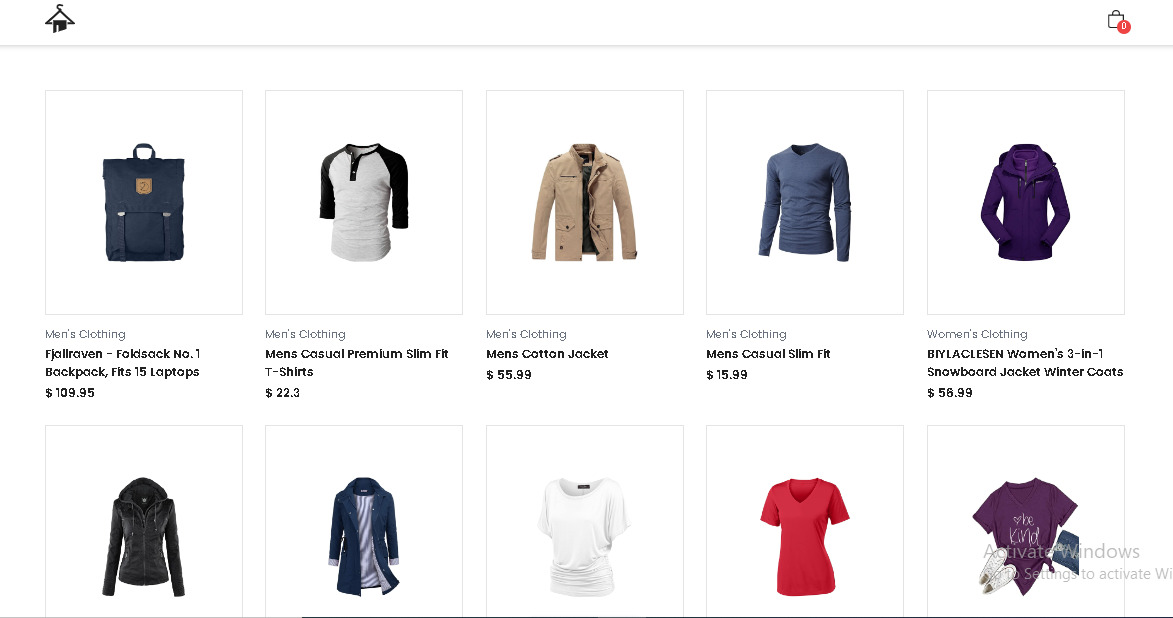 0
Men's Clothing
Fjallraven - Foldsack No. 1
Backpack, Fits 15 Laptops
$ 109.95
Men's Clothing
Mens Casual Premium Slim Fit
T-Shirts
$ 22.3
Men's Clothing
Mens Cotton Jacket
$ 55.99
Men's Clothing
Mens Casual Slim Fit
$ 15.99
Women's Clothing
BIYLACLESEN Women's 3-in-1
Snowboard Jacket Winter Coats
$ 56.99
be
kind
Activate Windows
Go to Settings to activate Wi